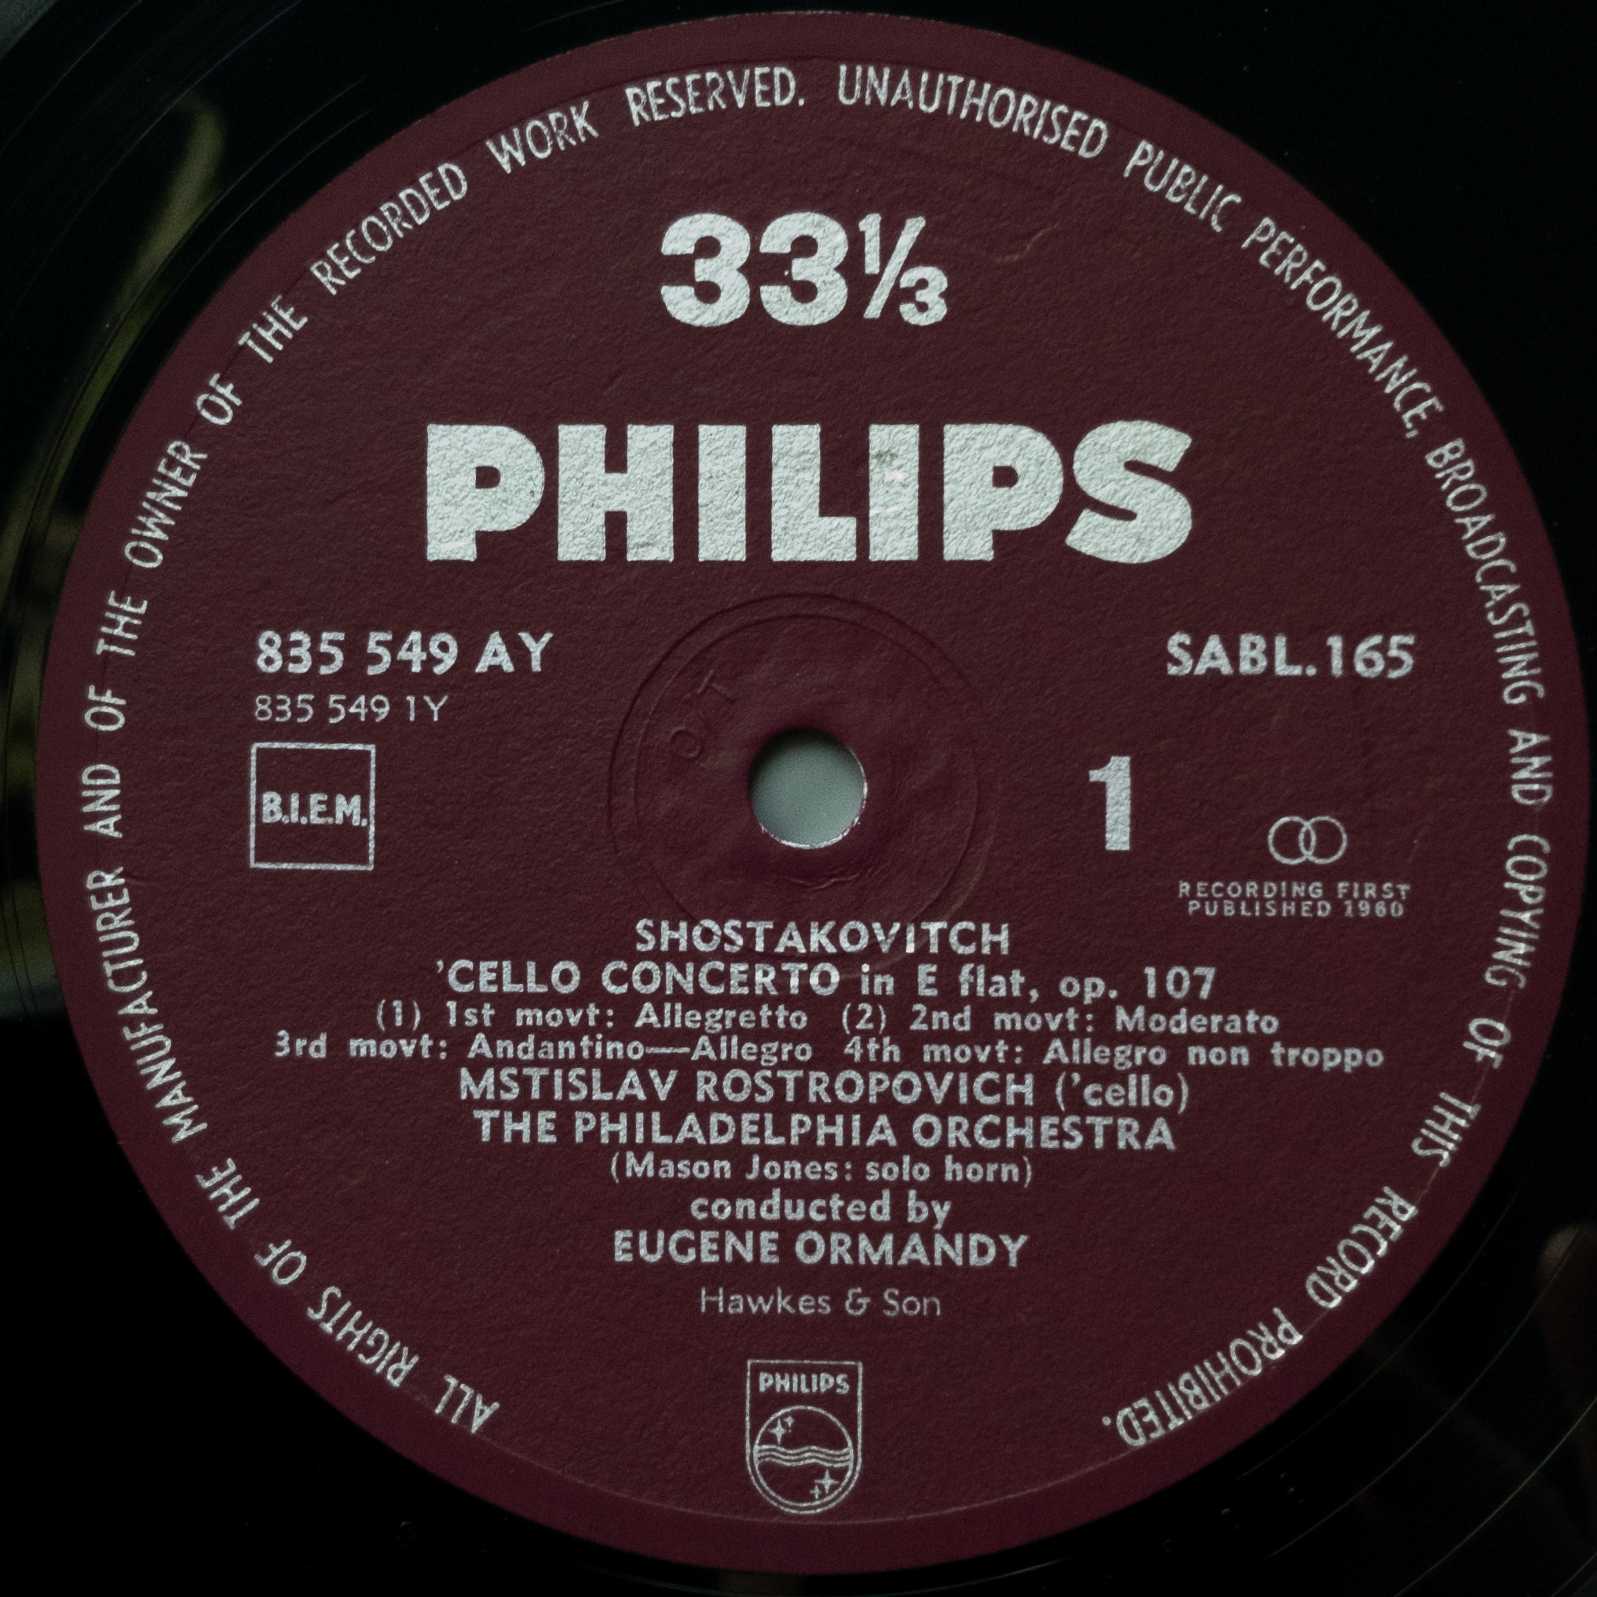 ALL RIGHTS OF THE MANUFACTURER AND OF THE OWNER OF THE RECORDED WORK RESERVED. UNAUTHORISED PUBLIC PERFORMANCE, BROADCASTING AND COPYING OF THIS RECORD PROHIBITED.
33⅓
PHILIPS
835 549 AY
SABL.165
835 549 1Y
B.I.E.M.
1
RECORDING FIRST
PUBLISHED 1960
SHOSTAKOVITCH
'CELLO CONCERTO in E flat, op. 107
(1) 1st movt: Allegretto (2) 2nd movt: Moderato
3rd movt: Andantino—Allegro 4th movt: Allegro non troppo
MSTISLAV ROSTROPOVICH ('cello)
THE PHILADELPHIA ORCHESTRA
(Mason Jones: solo horn)
conducted by
EUGENE ORMANDY
Hawkes & Son
PHILIPS